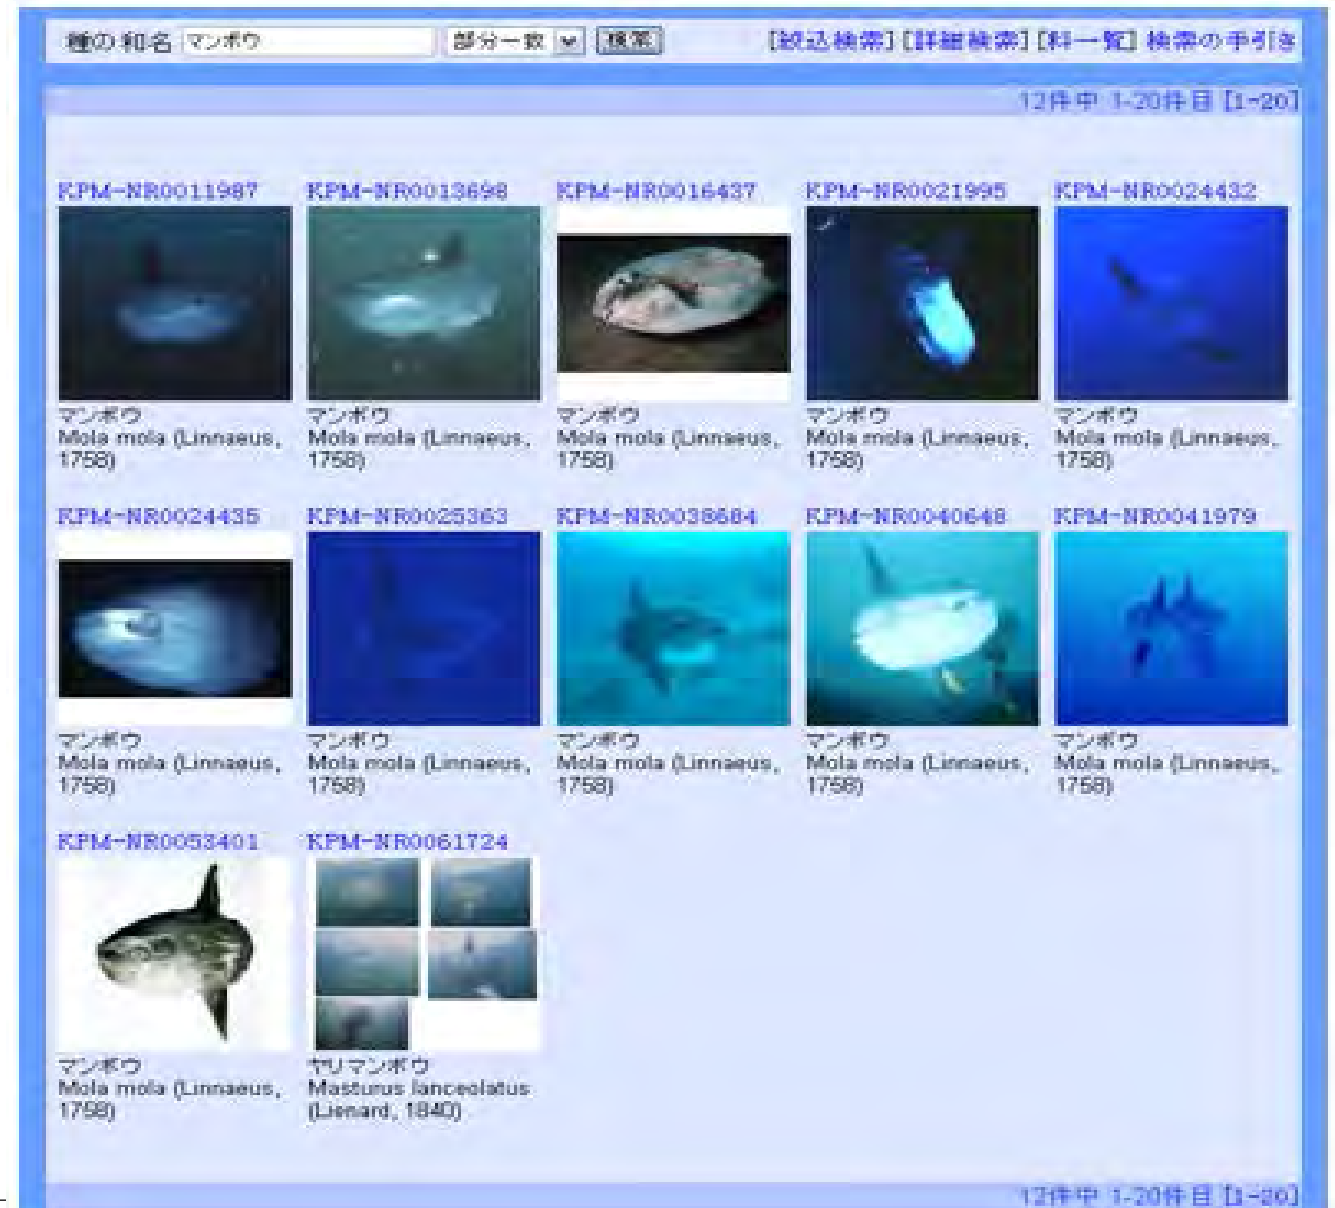 種の和名 マンボウ 部分一致 検索 [絞込検索] [詳細検索] [科一覧] 検索の手引き
12件中 1-20件目 [1-20]
KPM-NR0011987 KPM-NR0013698 KPM-NR0016437 KPM-NR0021995 KPM-NR0024432
マンボウ マンボウ マンボウ マンボウ マンボウ
Mola mola (Linnaeus, Mola mola (Linnaeus, Mola mola (Linnaeus, Mola mola (Linnaeus, Mola mola (Linnaeus,
1758) 1758) 1758) 1758) 1758)
KPM-NR0024435 KPM-NR0025363 KPM-NR0038684 KPM-NR0040648 KPM-NR0041979
マンボウ マンボウ マンボウ マンボウ マンボウ
Mola mola (Linnaeus, Mola mola (Linnaeus, Mola mola (Linnaeus, Mola mola (Linnaeus, Mola mola (Linnaeus,
1758) 1758) 1758) 1758) 1758)
KPM-NR0053401 KPM-NR0061724
マンボウ ヤリマンボウ
Mola mola (Linnaeus, Masturus lanceolatus
1758) (Lienard, 1840)
12件中 1-20件目 [1-20]